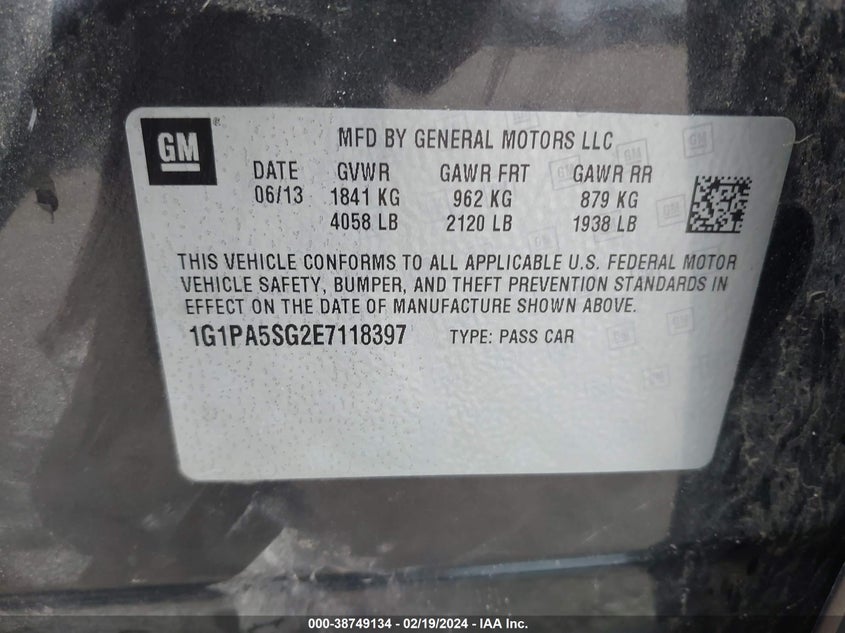 GM ®
MFD BY GENERAL MOTORS LLC
DATE GVWR GAWR FRT GAWR RR
06/13 1841 KG 962 KG 879 KG
4058 LB 2120 LB 1938 LB
THIS VEHICLE CONFORMS TO ALL APPLICABLE U.S. FEDERAL MOTOR
VEHICLE SAFETY, BUMPER, AND THEFT PREVENTION STANDARDS IN
EFFECT ON THE DATE OF MANUFACTURE SHOWN ABOVE.
1G1PA5SG2E7118397 TYPE: PASS CAR
000-38749134 - 02/19/2024 - IAA Inc.